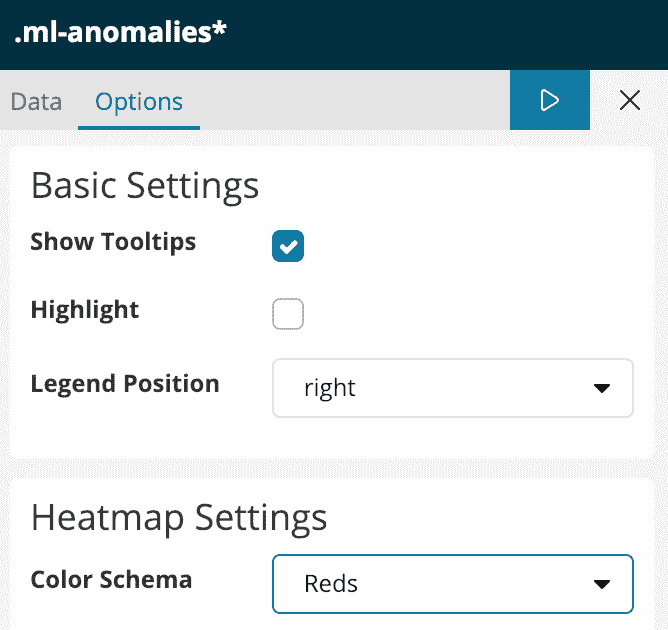 .ml-anomalies*
Data Options
Basic Settings
Show Tooltips
Highlight
Legend Position right
Heatmap Settings
Color Schema Reds